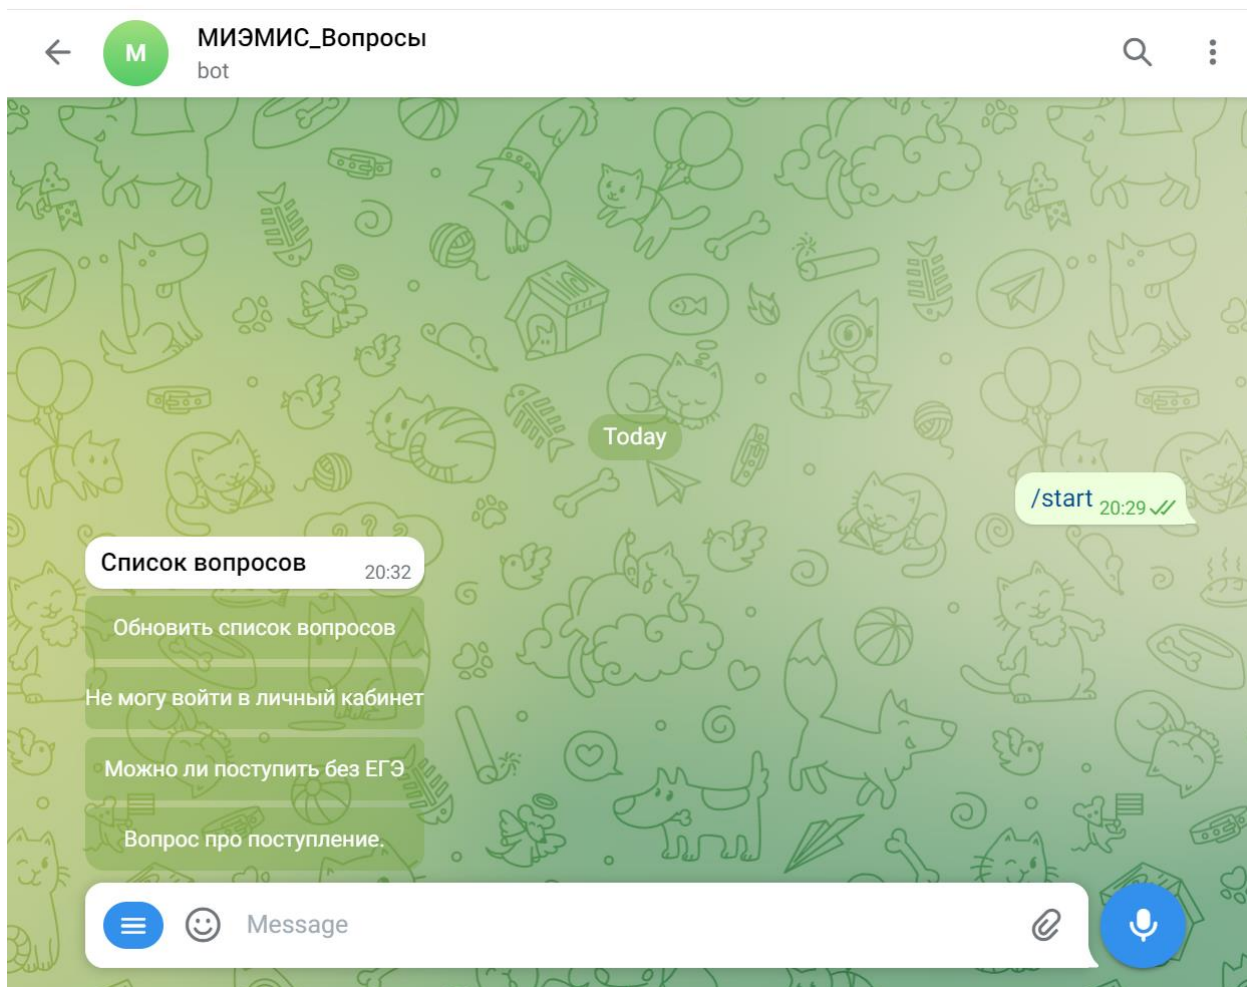 М
МИЭМИС_Вопросы
bot
Today
/start 20:29
Список вопросов 20:32
Обновить список вопросов
Не могу войти в личный кабинет
Можно ли поступить без ЕГЭ
Вопрос про поступление.
Message